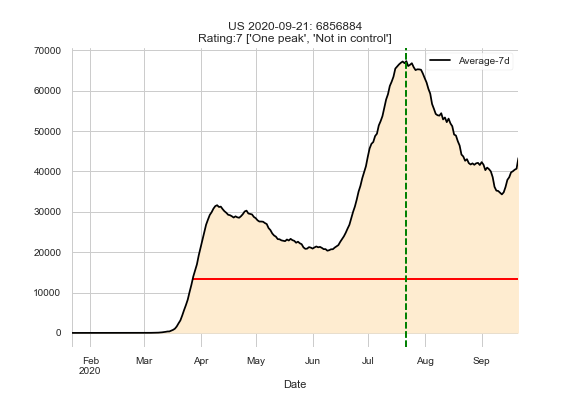 US 2020-09-21: 6856884
Rating:7 ['One peak', 'Not in control']
Average-7d
70000
60000
50000
40000
30000
20000
10000
0
Feb
2020
Mar
Apr
May
Jun
Jul
Aug
Sep
Date